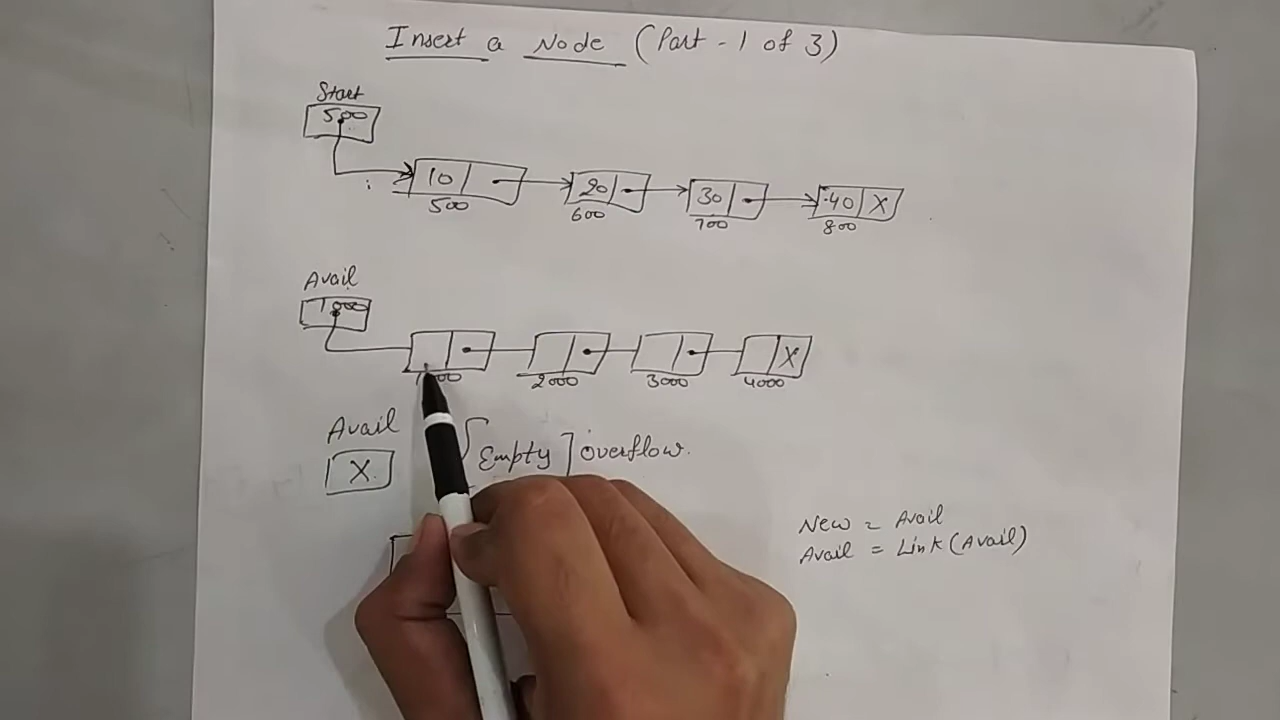 Insert a Node (Part - 1 of 3)
Start
500
10 20 30 40 X
500 600 700 800
Avail
1000
X
2000 3000 4000
Avail
X Empty ] overflow.
New = Avail
Avail = Link (Avail)